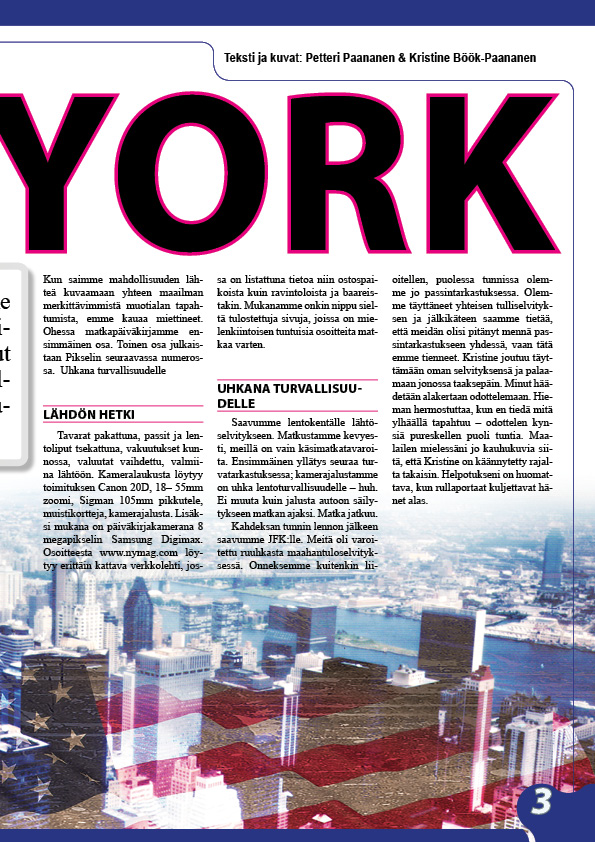 Teksti ja kuvat: Petteri Paananen & Kristine Böök-Paananen
YORK
e
i-
ut
l-
u-
Kun saimme mahdollisuuden läh-
teä kuvaamaan yhteen maailman
merkittävimmistä muotialan tapah-
tumista, emme kauaa miettineet.
Ohessa matkapäiväkirjamme en-
simmäinen osa. Toinen osa julkais-
taan Pikselin seuraavassa numeros-
sa. Uhkana turvallisuudelle
LÄHDÖN HETKI
Tavarat pakattuna, passit ja len-
toliput tsekattuna, vakuutukset kun-
nossa, valuutat vaihdettu, valmii-
na lähtöön. Kameralaukusta löytyy
toimituksen Canon 20D, 18– 55mm
zoomi, Sigman 105mm pikkutele,
muistikortteja, kamerajalusta. Lisäk-
si mukana on päiväkirjakamerana 8
megapikselin Samsung Digimax.
Osoitteesta www.nymag.com löy-
tyy erittäin kattava verkkolehti, jos-
sa on listattuna tietoa niin ostospai-
koista kuin ravintoloista ja baareis-
takin. Mukanamme onkin nippu siel-
tä tulostettuja sivuja, joissa on mie-
lenkiintoisen tuntuisia osoitteita mat-
kaa varten.
UHKANA TURVALLISUU-
DELLE
Saavumme lentokentälle lähtö-
selvitykseen. Matkustamme kevyes-
ti, meillä on vain käsimatkatavaroi-
ta. Ensimmäinen yllätys seuraa tur-
vatarkastuksessa; kamerajalustamme
on uhka lentoturvallisuudelle – huh.
Ei muuta kuin jalusta autoon säily-
tykseen matkan ajaksi. Matka jatkuu.
Kahdeksan tunnin lennon jälkeen
saavumme JFK:lle. Meitä oli varoi-
tettu ruuhkasta maahantuloselvityk-
sessä. Onneksemme kuitenkin lii-
oitellen, puolessa tunnissa olem-
me jo passintarkastuksessa. Olem-
me täyttäneet yhteisen tulliselvityk-
sen ja jälkikäteen saamme tietää,
että meidän olisi pitänyt mennä pas-
sintarkastukseen yhdessä, vaan tätä
emme tienneet. Kristine joutuu täyt-
tämään oman selvityksensä ja palaa-
maan jonossa taaksepäin. Minut hää-
detään alakertaan odottelemaan. Hie-
man hermostuttaa, kun en tiedä mitä
ylhäällä tapahtuu – odottelen kyn-
siä pureskellen puoli tuntia. Maa-
lailen mielessäni jo kauhukuvia sii-
tä, että Kristine on käännytetty rajal-
ta takaisin. Helpotukseni on huomat-
tava, kun rullaportaat kuljettavat hä-
net alas.
3